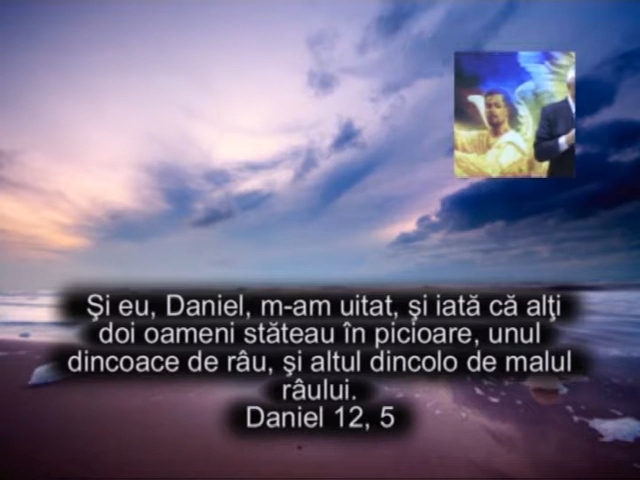 Şi eu, Daniel, m-am uitat, şi iată că alţi
doi oameni stăteau în picioare, unul
dincoace de râu, şi altul dincolo de malul
râului.
Daniel 12, 5